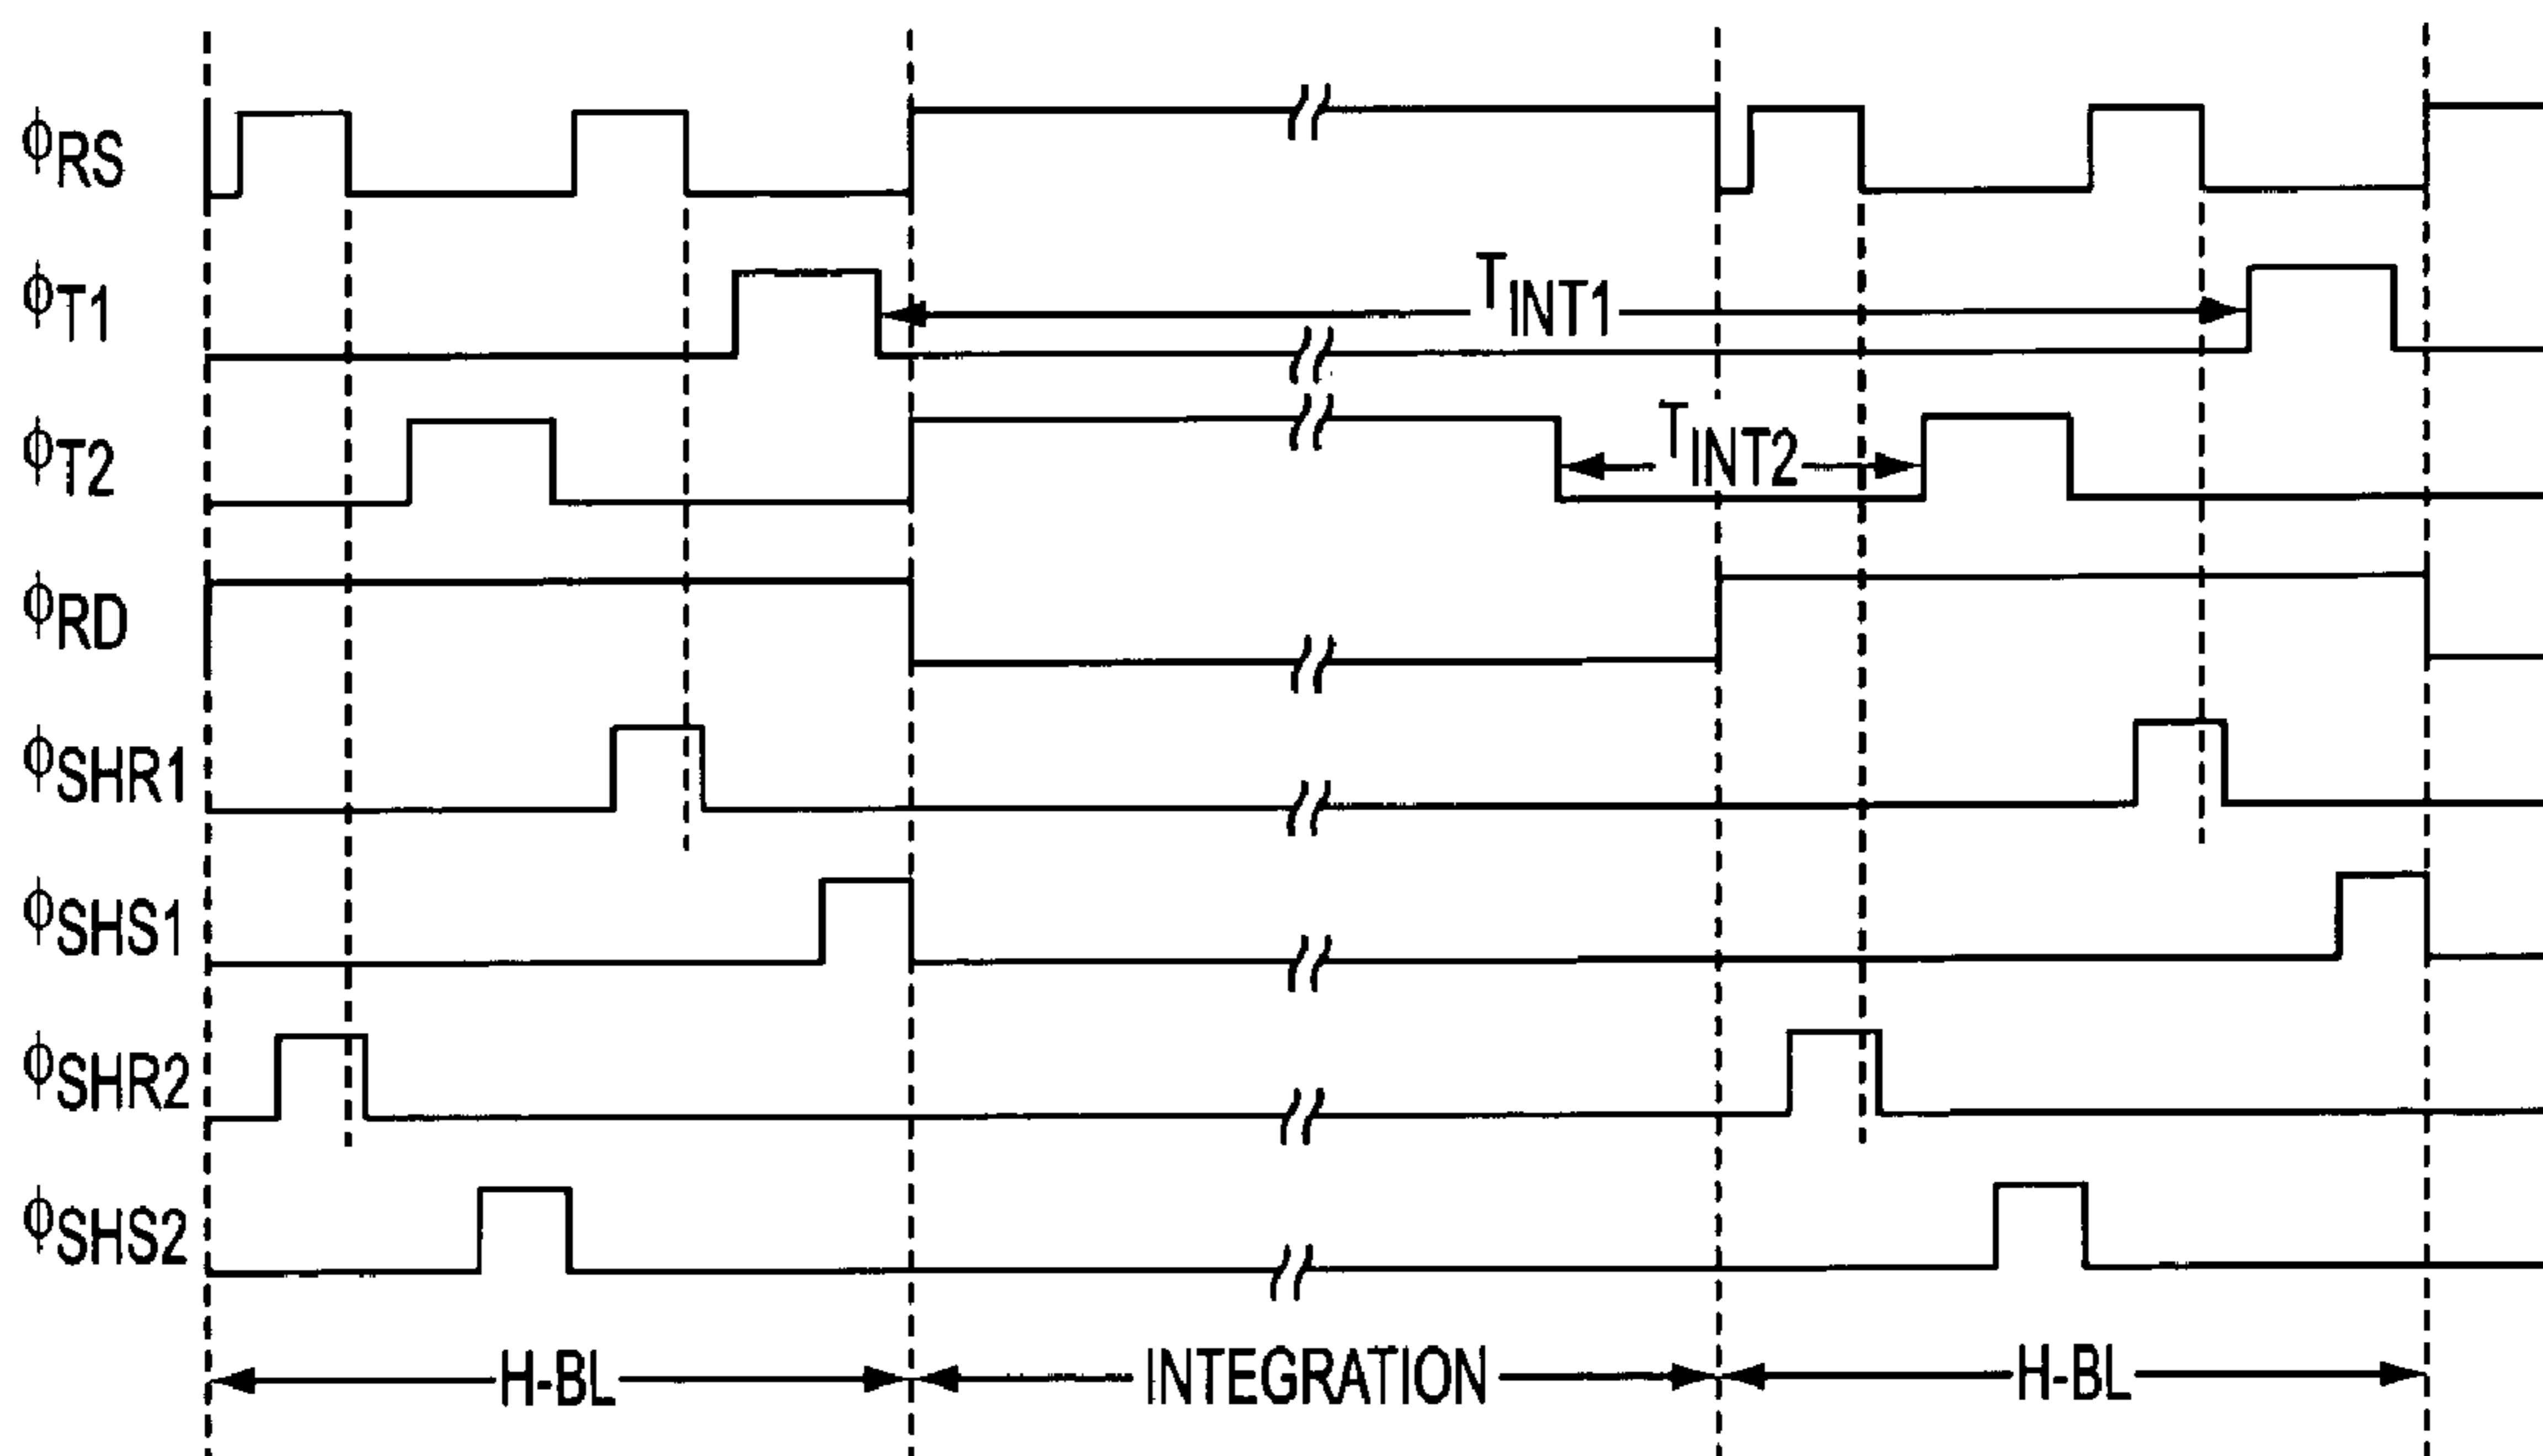 ϕRS
ϕT1
TINT1
ϕT2
TINT2
ϕRD
ϕSHR1
ϕSHS1
ϕSHR2
ϕSHS2
H-BL INTEGRATION H-BL